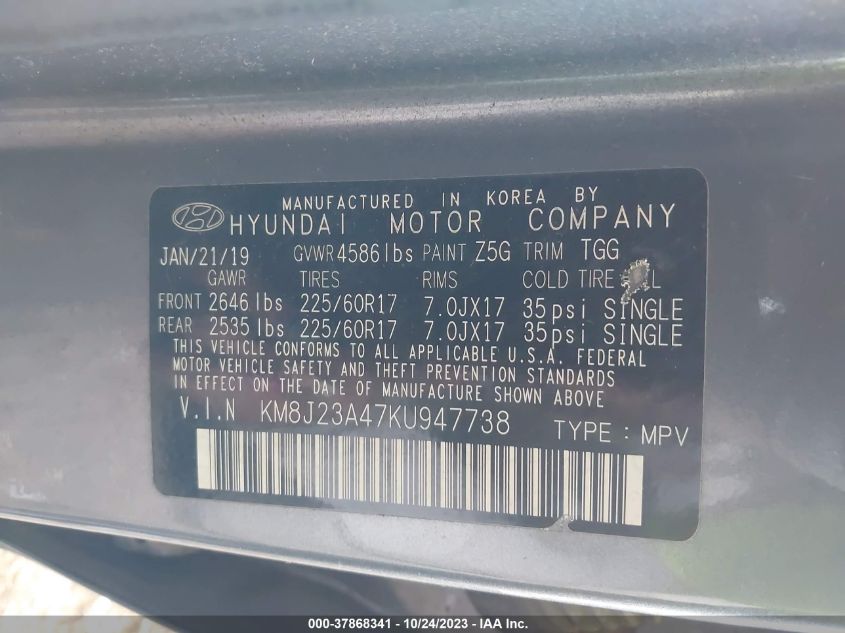 MANUFACTURED IN KOREA BY
HYUNDAI MOTOR COMPANY
JAN/21/19 GVWR 4586 lbs PAINT Z5G TRIM TGG
GAWR TIRES RIMS COLD TIRE
FRONT 2646 lbs 225/60R17 7.0JX17 35psi SINGLE
REAR 2535 lbs 225/60R17 7.0JX17 35psi SINGLE
THIS VEHICLE CONFORMS TO ALL APPLICABLE U.S.A. FEDERAL
MOTOR VEHICLE SAFETY AND THEFT PREVENTION STANDARDS
IN EFFECT ON THE DATE OF MANUFACTURE SHOWN ABOVE
V.I.N KM8J23A47KU947738 TYPE : MPV
000-37868341 - 10/24/2023 - IAA Inc.